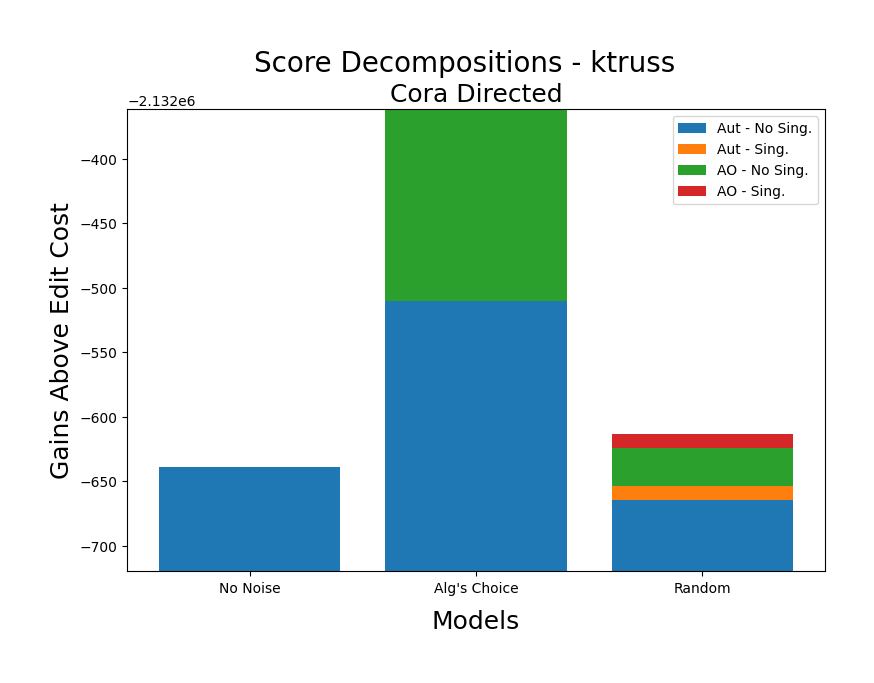 Score Decompositions - ktruss
Cora Directed
−2.132e6
Aut - No Sing.
Aut - Sing.
AO - No Sing.
AO - Sing.
Gains Above Edit Cost
−400
−450
−500
−550
−600
−650
−700
No Noise
Alg's Choice
Random
Models